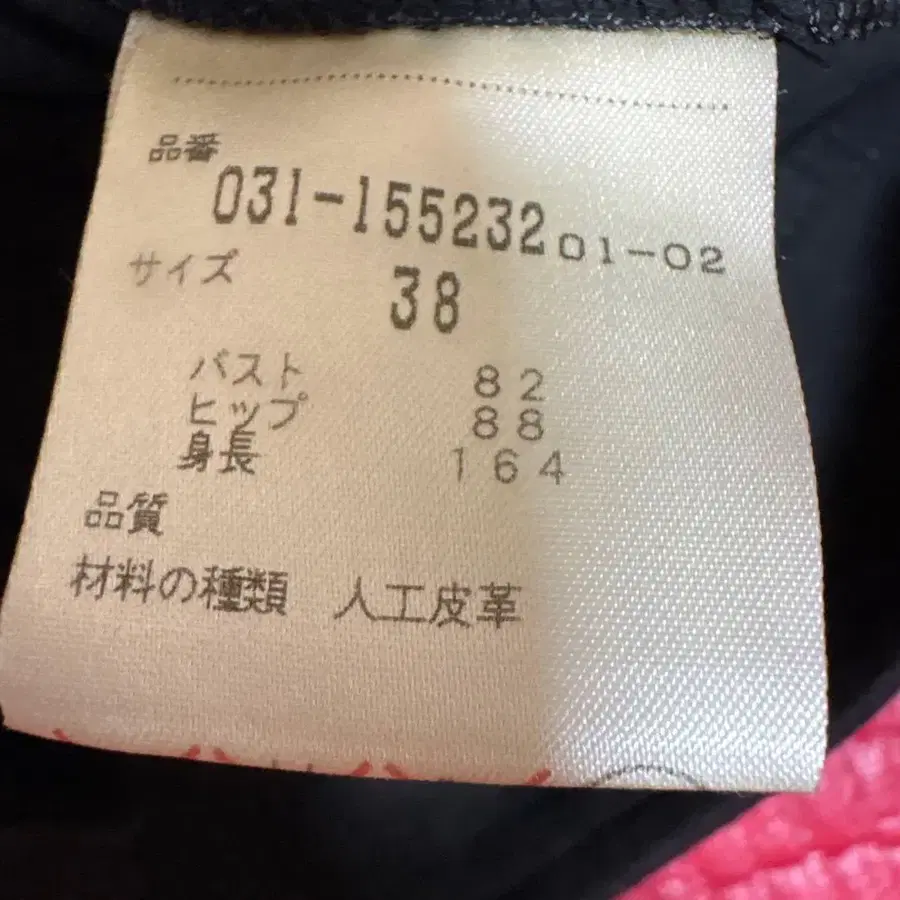 品番
031-155232 01-02
サイズ 38
バスト 82
ヒップ 88
身長 164
品質
材料の種類 人工皮革